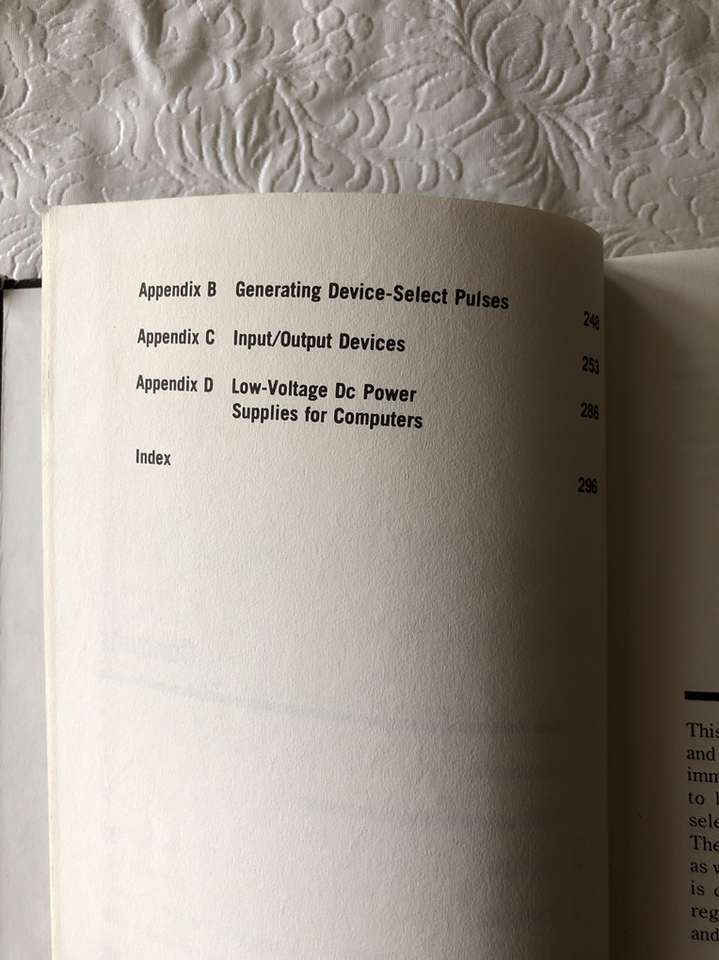 Appendix B Generating Device-Select Pulses 248
Appendix C Input/Output Devices 253
Appendix D Low-Voltage Dc Power
Supplies for Computers 286
Index 296
This
and
to
The
as
is
and